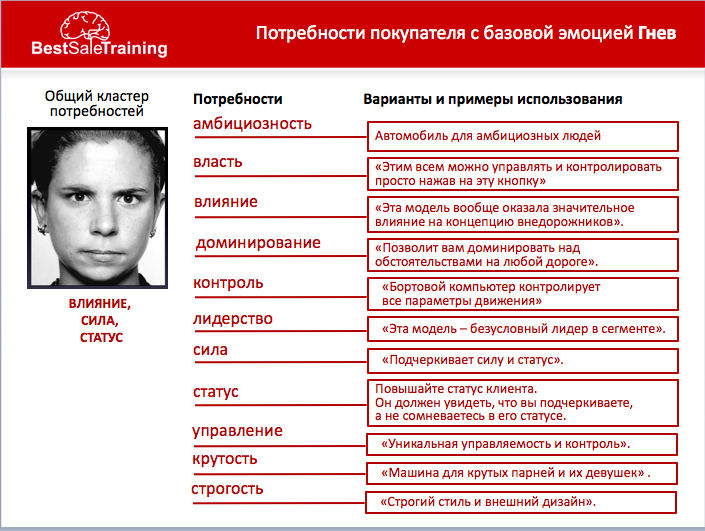 BestSaleTraining
Потребности покупателя с базовой эмоцией Гнев
Общий кластер
потребностей
ВЛИЯНИЕ,
СИЛА,
СТАТУС
Потребности
Варианты и примеры использования
амбициозность
Автомобиль для амбициозных людей
власть
«Этим всем можно управлять и контролировать
просто нажав на эту кнопку»
влияние
«Эта модель вообще оказала значительное
влияние на концепцию внедорожников».
доминирование
«Позволит вам доминировать над
обстоятельствами на любой дороге».
контроль
«Бортовой компьютер контролирует
все параметры движения»
лидерство
«Эта модель – безусловный лидер в сегменте».
сила
«Подчеркивает силу и статус».
статус
Повышайте статус клиента.
Он должен увидеть, что вы подчеркиваете,
а не сомневаетесь в его статусе.
управление
«Уникальная управляемость и контроль».
крутость
«Машина для крутых парней и их девушек» .
строгость
«Строгий стиль и внешний дизайн».